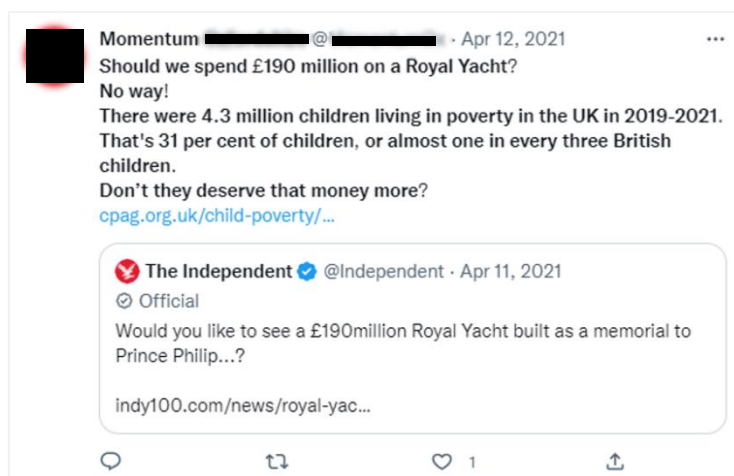 Momentum @ · Apr 12, 2021
Should we spend £190 million on a Royal Yacht?
No way!
There were 4.3 million children living in poverty in the UK in 2019-2021.
That's 31 per cent of children, or almost one in every three British
children.
Don't they deserve that money more?
cpag.org.uk/child-poverty/...
The Independent @Independent · Apr 11, 2021
Official
Would you like to see a £190million Royal Yacht built as a memorial to
Prince Philip...?
indy100.com/news/royal-yac...
1